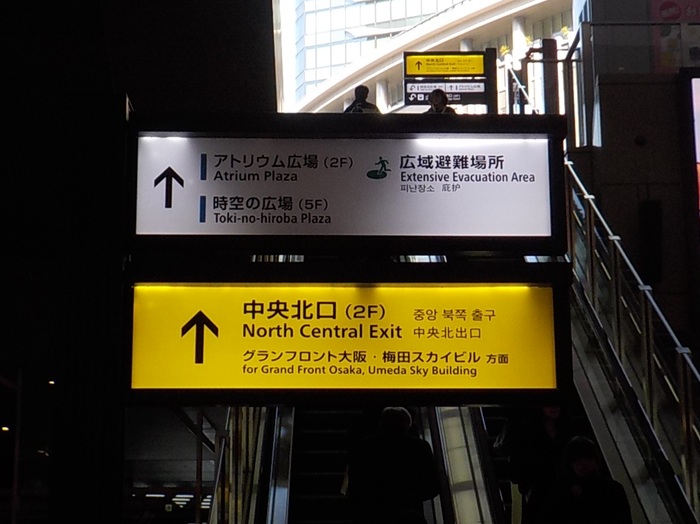 中央北口
アトリウム広場 (2F)
Atrium Plaza
時空の広場 (5F)
Toki-no-hiroba Plaza
広域避難場所
Extensive Evacuation Area
피난장소 庇护
中央北口 (2F) 중앙 북쪽 출구
North Central Exit 中央北出口
グランフロント大阪・梅田スカイビル 方面
for Grand Front Osaka, Umeda Sky Building